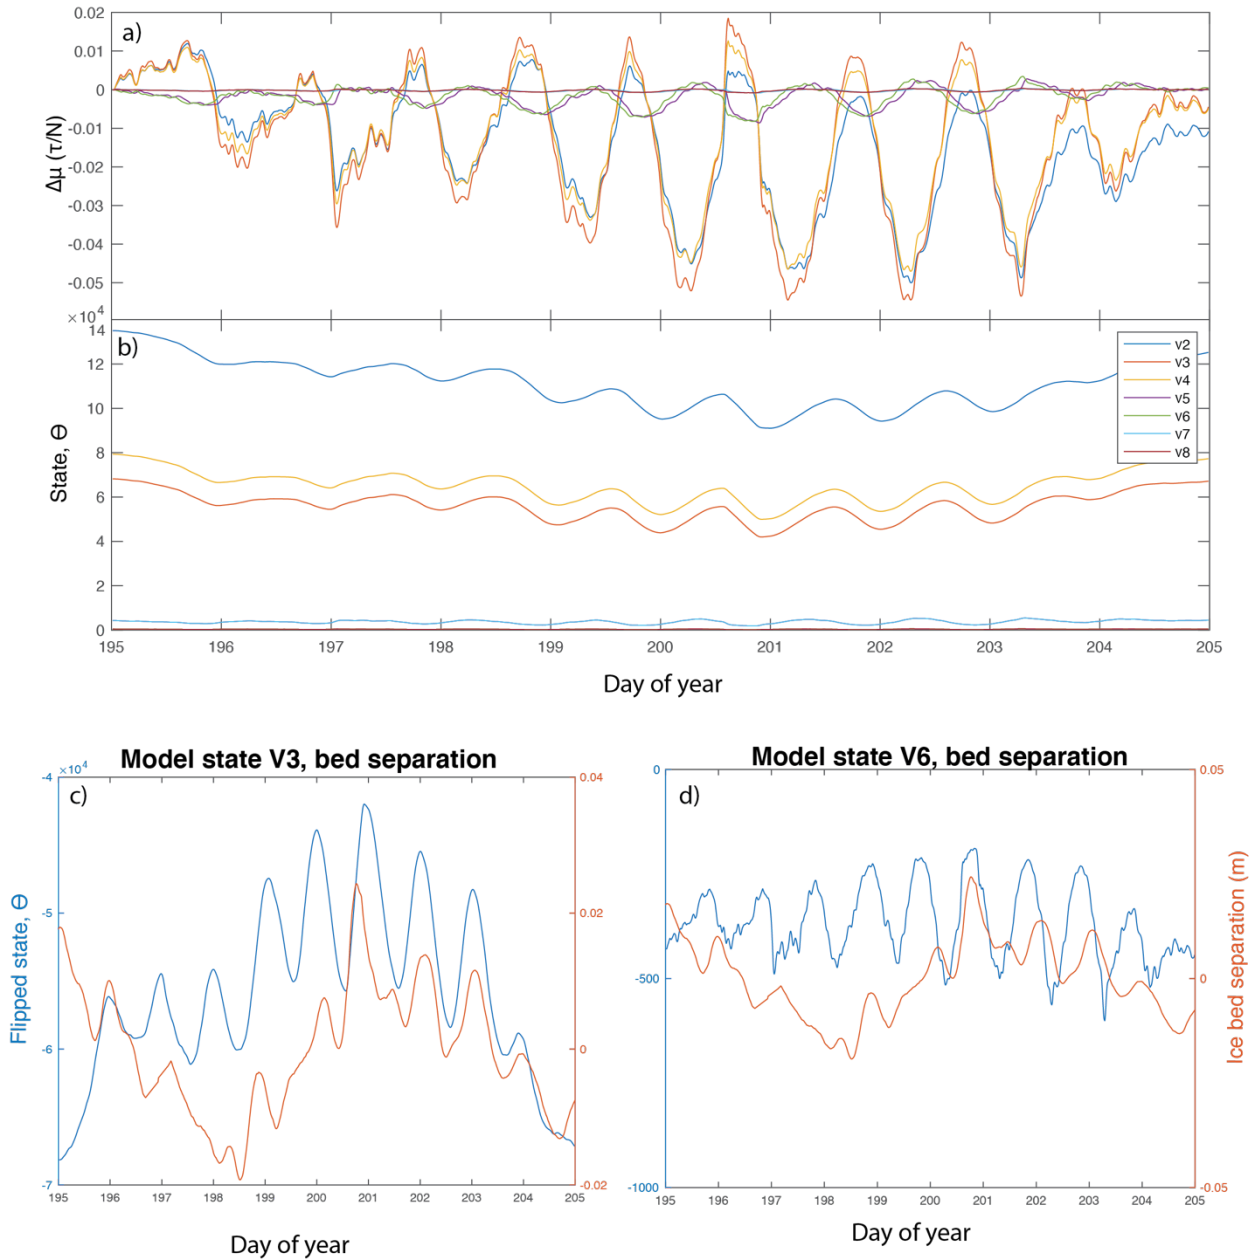 a)
0.02
0.01
0
-0.01
-0.02
-0.03
-0.04
-0.05
Δμ (τ/N)
×10⁴
b)
14
12
10
8
6
4
2
0
State, Θ
v2
v3
v4
v5
v6
v7
v8
195 196 197 198 199 200 201 202 203 204 205
Day of year
Model state V3, bed separation
×10⁴
c)
-4
-5
-6
-7
Flipped state, Θ
0.04
0.02
0
-0.02
195 196 197 198 199 200 201 202 203 204 205
Day of year
Model state V6, bed separation
d)
0
-500
-1000
0.05
0
-0.05
Ice bed separation (m)
195 196 197 198 199 200 201 202 203 204 205
Day of year